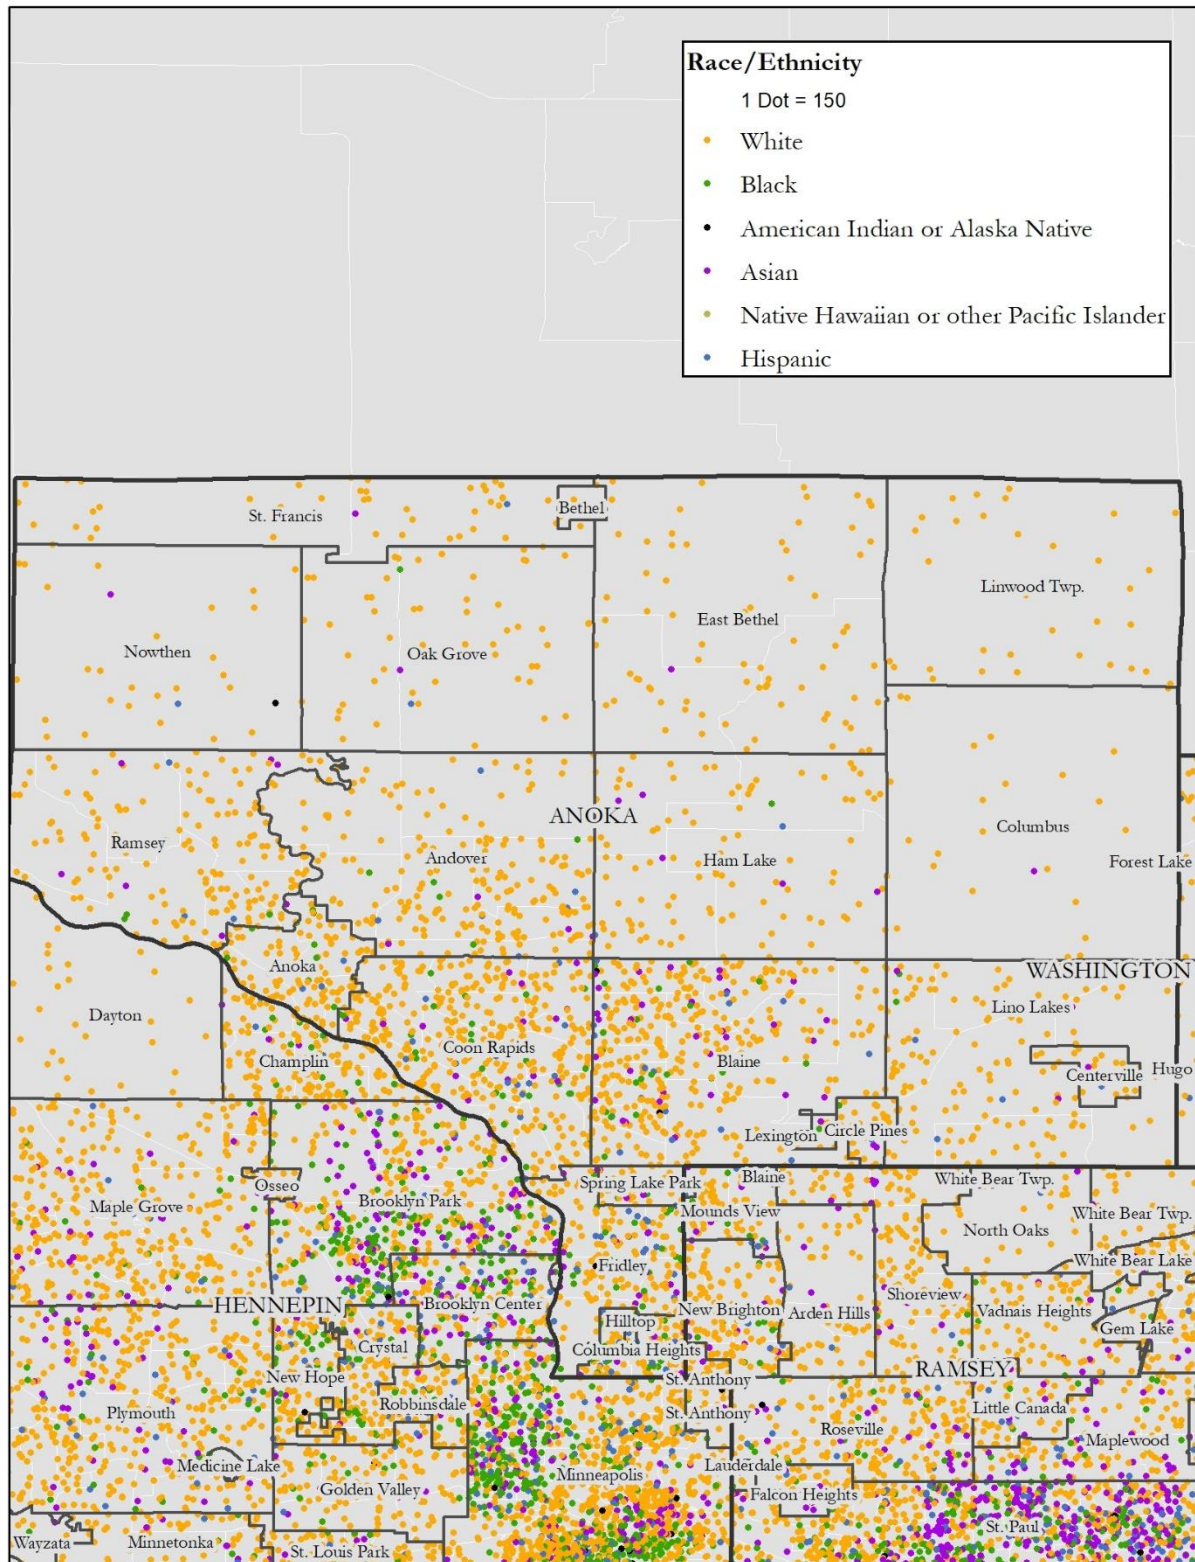 Race/Ethnicity
1 Dot = 150
White
Black
American Indian or Alaska Native
Asian
Native Hawaiian or other Pacific Islander
Hispanic
St. Francis
Bethel
Linwood Twp.
East Bethel
Nowthen
Oak Grove
ANOKA
Ramsey
Andover
Ham Lake
Columbus
Forest Lake
Anoka
WASHINGTON
Dayton
Lino Lakes
Champlin
Coon Rapids
Blaine
Centerville
Hugo
Lexington
Circle Pines
Osseo
Spring Lake Park
Blaine
White Bear Twp.
Maple Grove
Brooklyn Park
Mounds View
North Oaks
White Bear Twp.
Fridley
White Bear Lake
HENNEPIN
Brooklyn Center
Hilltop
New Brighton
Arden Hills
Shoreview
Vadnais Heights
Gem Lake
Crystal
Columbia Heights
New Hope
St. Anthony
RAMSEY
Robbinsdale
Plymouth
St. Anthony
Roseville
Little Canada
Maplewood
Medicine Lake
Minneapolis
Lauderdale
Golden Valley
Falcon Heights
St. Paul
Wayzata
Minnetonka
St. Louis Park